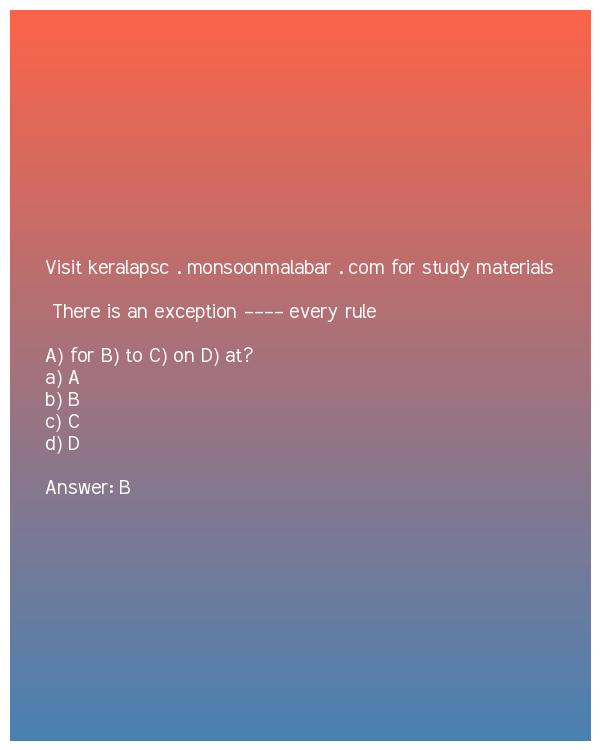 Visit keralapsc . monsoonmalabar . com for study materials
There is an exception ---- every rule
A) for B) to C) on D) at?
a) A
b) B
c) C
d) D
Answer: B